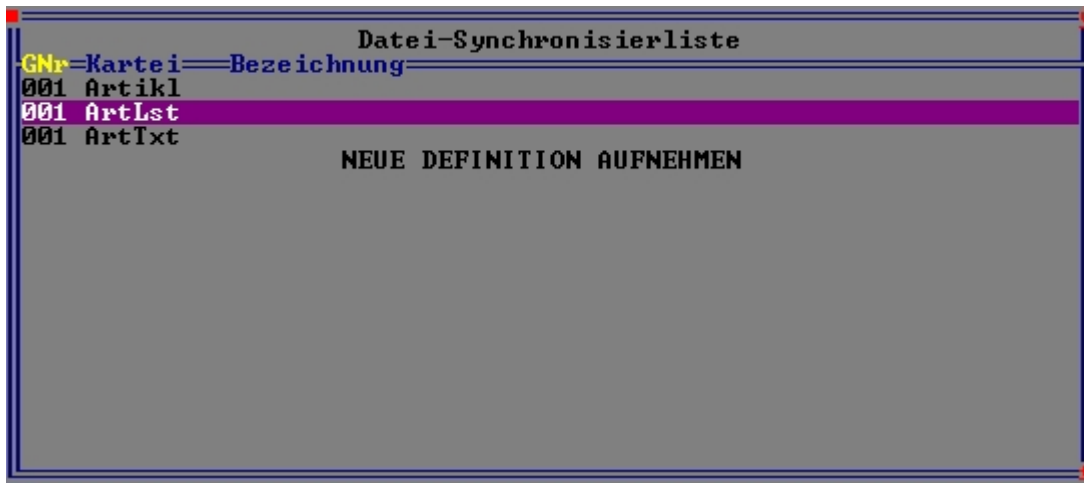 Datei-Synchronisierliste
GNr=Kartei══Bezeichnung
001 Artikl
001 ArtLst
001 ArtTxt
NEUE DEFINITION AUFNEHMEN